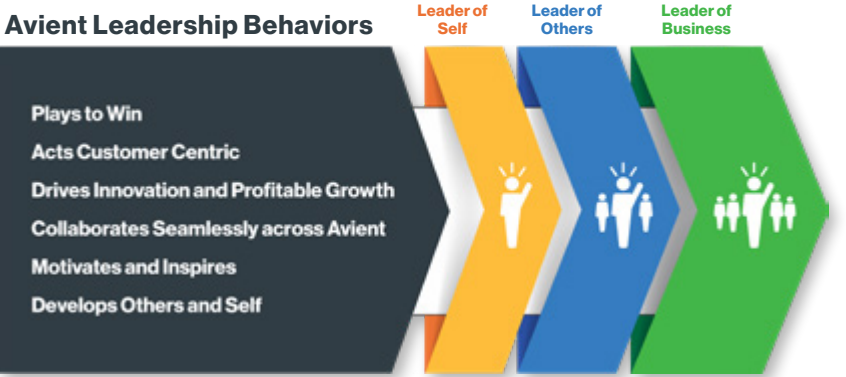 Avient Leadership Behaviors
Leader of
Self
Leader of
Others
Leader of
Business
Plays to Win
Acts Customer Centric
Drives Innovation and Profitable Growth
Collaborates Seamlessly across Avient
Motivates and Inspires
Develops Others and Self